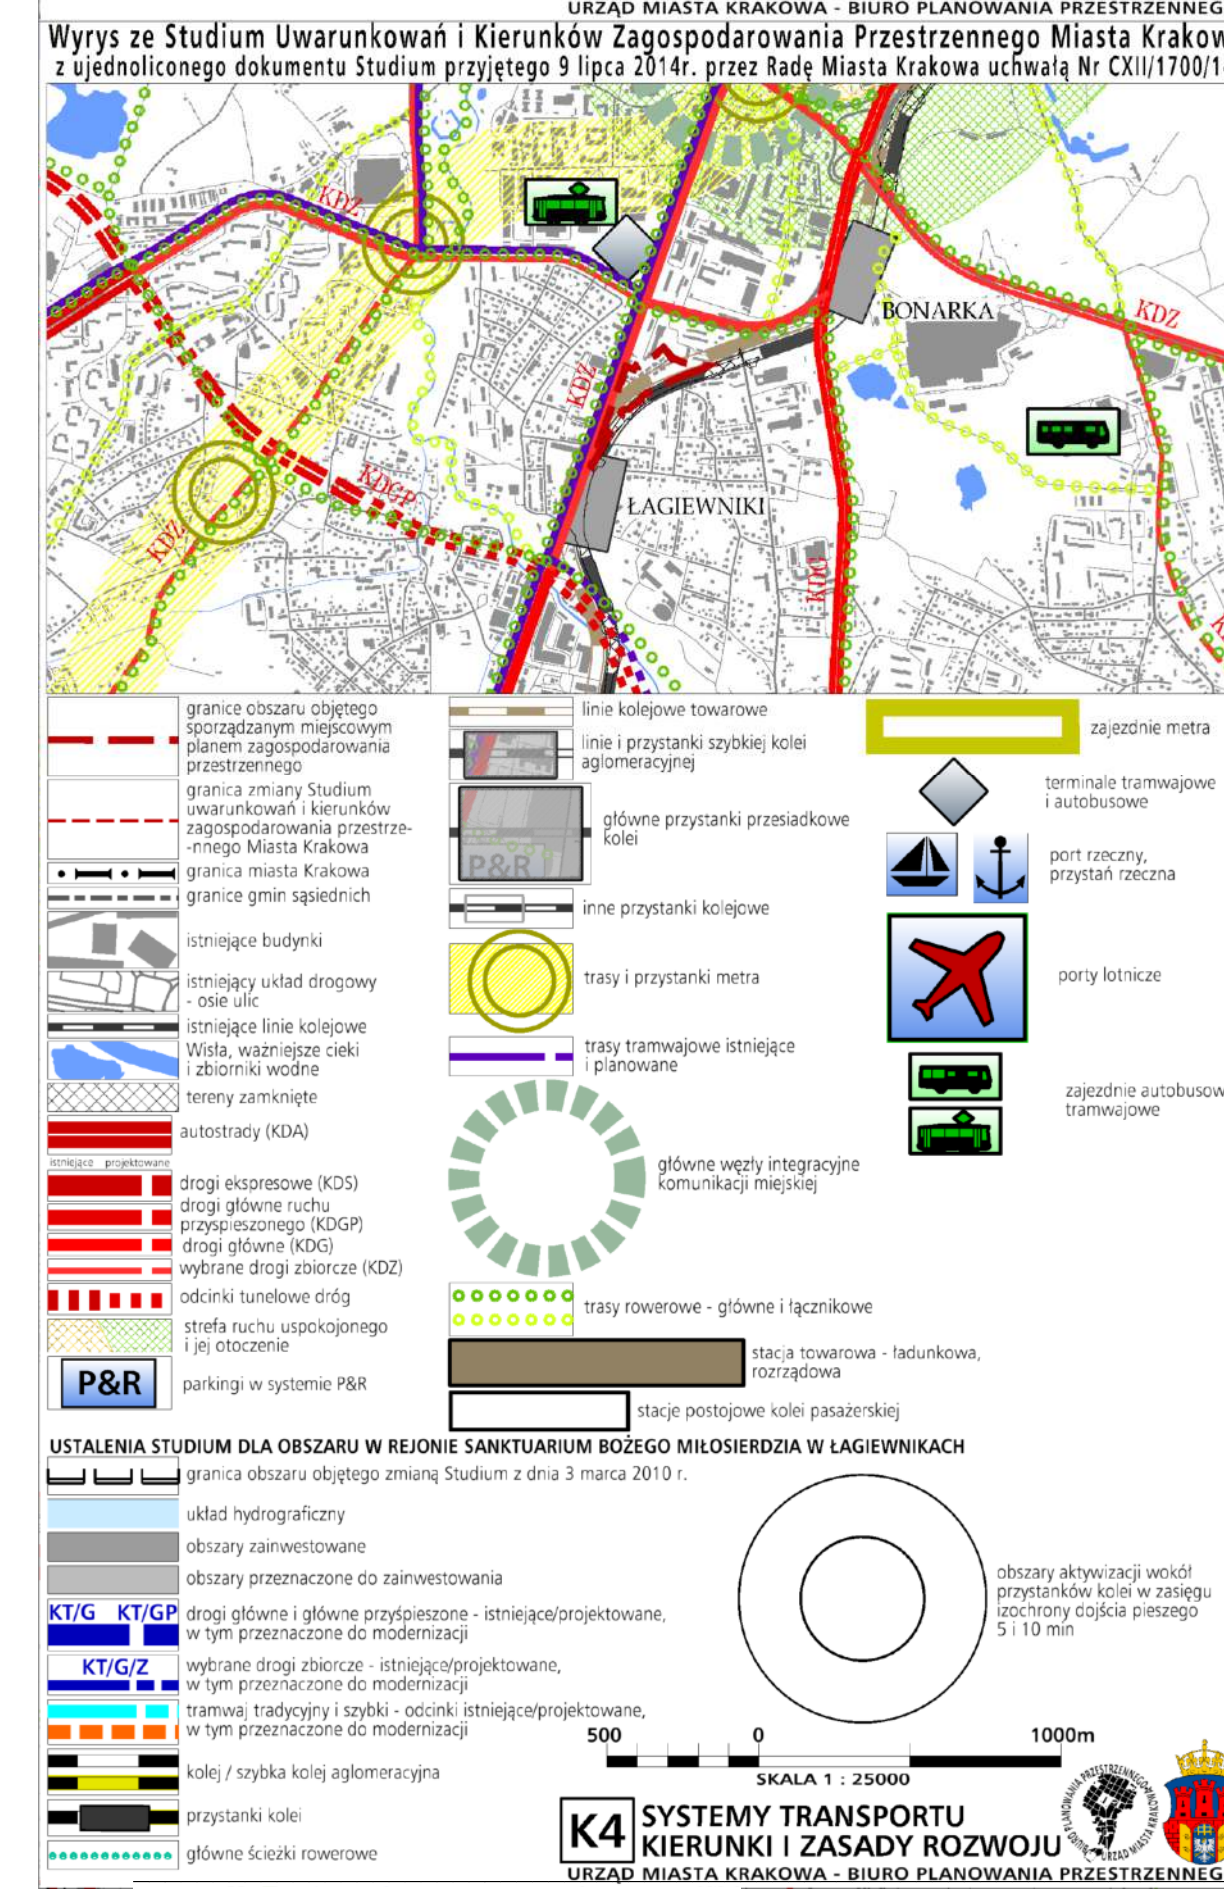 URZĄD MIASTA KRAKOWA - BIURO PLANOWANIA PRZESTRZENNEG
Wyrys ze Studium Uwarunkowań i Kierunków Zagospodarowania Przestrzennego Miasta Krakow
z ujednoliconego dokumentu Studium przyjętego 9 lipca 2014r. przez Radę Miasta Krakowa uchwałą Nr CXII/1700/1
KDZ
BONARKA
KDZ
KDZ
KDGP
ŁAGIEWNIKI
KDZ
KDG
granice obszaru objętego
sporządzanym miejscowym
planem zagospodarowania
przestrzennego
granica zmiany Studium
uwarunkowań i kierunków
zagospodarowania przestrze-
-nnego Miasta Krakowa
granica miasta Krakowa
granice gmin sąsiednich
istniejące budynki
istniejący układ drogowy
- osie ulic
istniejące linie kolejowe
Wisła, ważniejsze cieki
i zbiorniki wodne
tereny zamknięte
autostrady (KDA)
istniejące projektowane
drogi ekspresowe (KDS)
drogi główne ruchu
przyspieszonego (KDGP)
drogi główne (KDG)
wybrane drogi zbiorcze (KDZ)
odcinki tunelowe dróg
strefa ruchu uspokojonego
i jej otoczenie
P&R parkingi w systemie P&R
linie kolejowe towarowe
linie i przystanki szybkiej kolei
aglomeracyjnej
główne przystanki przesiadkowe
kolei
P&R
inne przystanki kolejowe
trasy i przystanki metra
trasy tramwajowe istniejące
i planowane
główne węzły integracyjne
komunikacji miejskiej
trasy rowerowe - główne i łącznikowe
stacja towarowa - ładunkowa,
rozrządowa
stacje postojowe kolei pasażerskiej
zajezdnie metra
terminale tramwajowe
i autobusowe
port rzeczny,
przystań rzeczna
porty lotnicze
zajezdnie autobusow
tramwajowe
USTALENIA STUDIUM DLA OBSZARU W REJONIE SANKTUARIUM BOŻEGO MIŁOSIERDZIA W ŁAGIEWNIKACH
granica obszaru objętego zmianą Studium z dnia 3 marca 2010 r.
układ hydrograficzny
obszary zainwestowane
obszary przeznaczone do zainwestowania
KT/G KT/GP drogi główne i główne przyśpieszone - istniejące/projektowane,
w tym przeznaczone do modernizacji
KT/G/Z wybrane drogi zbiorcze - istniejące/projektowane,
w tym przeznaczone do modernizacji
tramwaj tradycyjny i szybki - odcinki istniejące/projektowane,
w tym przeznaczone do modernizacji
kolej / szybka kolej aglomeracyjna
przystanki kolei
główne ścieżki rowerowe
obszary aktywizacji wokół
przystanków kolei w zasięgu
izochrony dojścia pieszego
5 i 10 min
500 0 1000m
SKALA 1 : 25000
K4 SYSTEMY TRANSPORTU
KIERUNKI I ZASADY ROZWOJU
BIURO PLANOWANIA PRZESTRZENNEGO
URZĄD MIASTA KRAKOWA
URZĄD MIASTA KRAKOWA - BIURO PLANOWANIA PRZESTRZENNEG